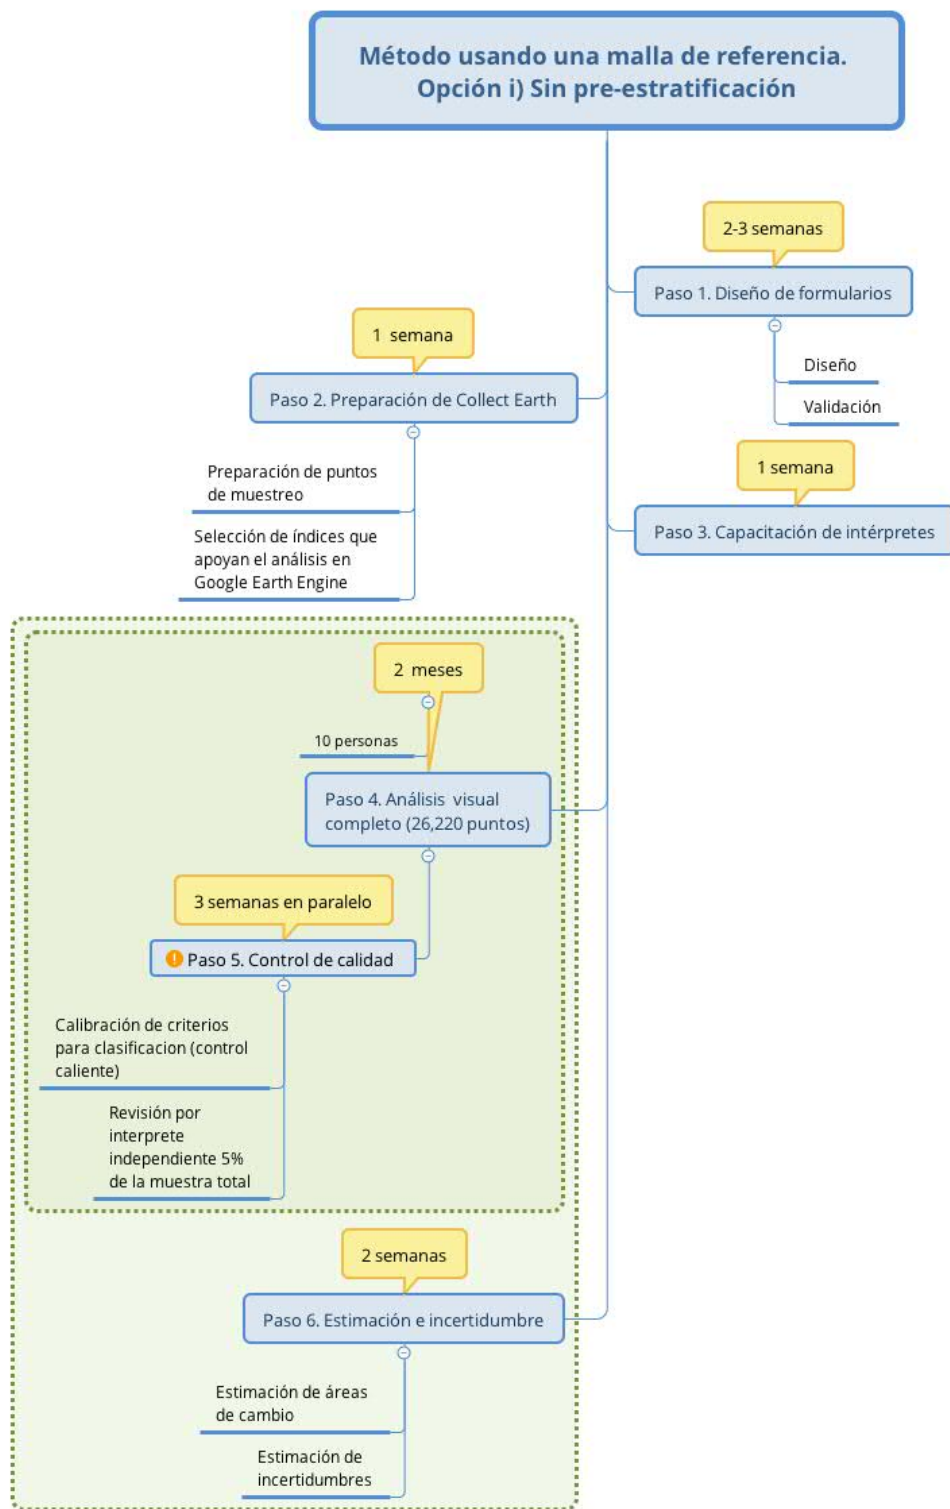 Método usando una malla de referencia.
Opción i) Sin pre-estratificación
2-3 semanas
Paso 1. Diseño de formularios
Diseño
Validación
1 semana
Paso 2. Preparación de Collect Earth
Preparación de puntos
de muestreo
Selección de índices que
apoyan el análisis en
Google Earth Engine
1 semana
Paso 3. Capacitación de intérpretes
2 meses
10 personas
Paso 4. Análisis visual
completo (26,220 puntos)
3 semanas en paralelo
! Paso 5. Control de calidad
Calibración de criterios
para clasificacion (control
caliente)
Revisión por
interprete
independiente 5%
de la muestra total
2 semanas
Paso 6. Estimación e incertidumbre
Estimación de áreas
de cambio
Estimación de
incertidumbres